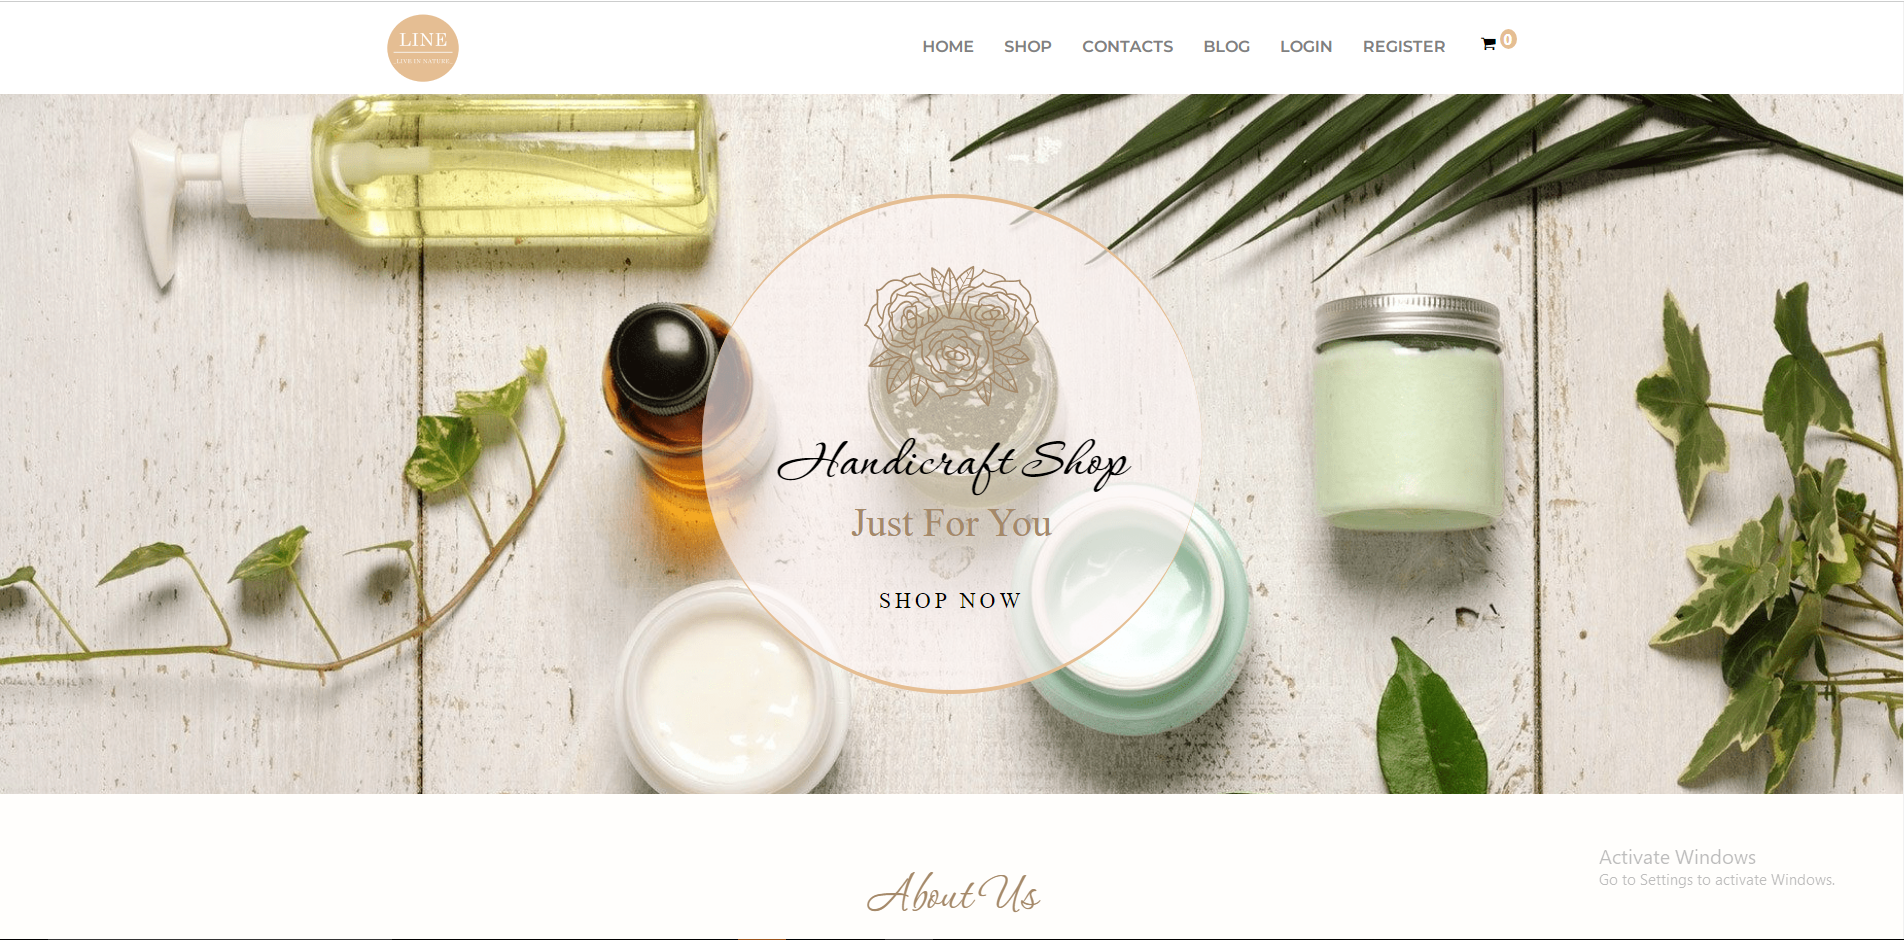 LINE
LIVE IN NATURE
HOME SHOP CONTACTS BLOG LOGIN REGISTER 0
Handicraft Shop
Just For You
SHOP NOW
Activate Windows
Go to Settings to activate Windows.
About Us